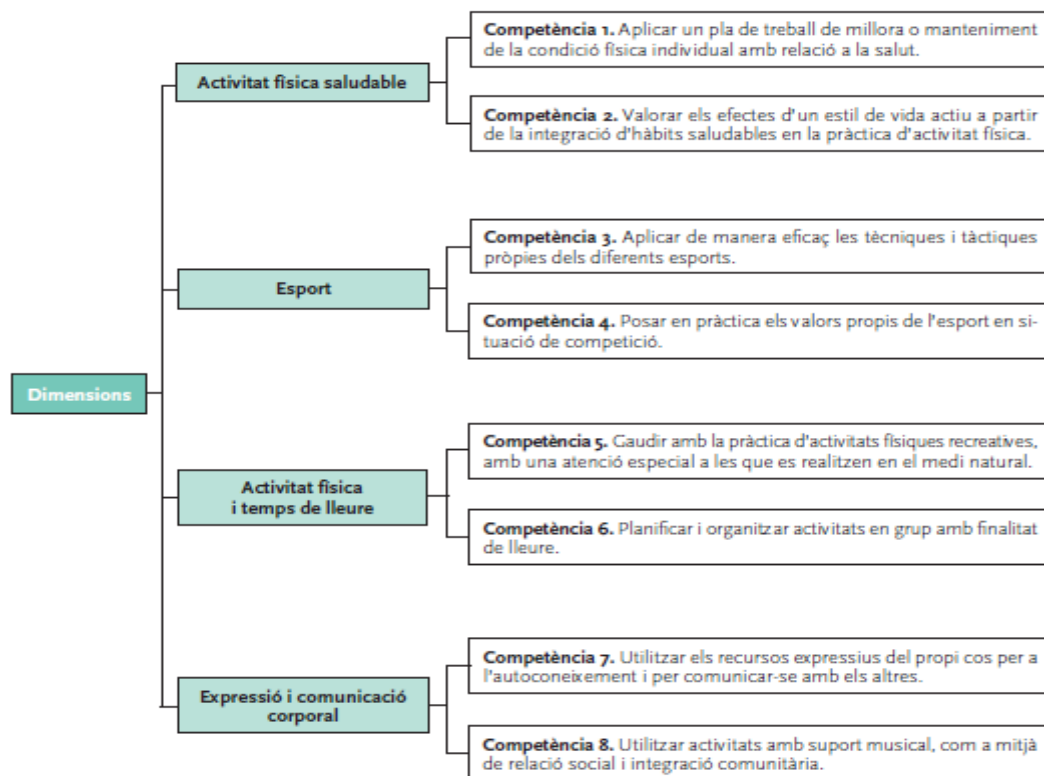 Competència 1. Aplicar un pla de treball de millora o manteniment
de la condició física individual amb relació a la salut.
Activitat física saludable
Competència 2. Valorar els efectes d'un estil de vida actiu a partir
de la integració d'hàbits saludables en la pràctica d'activitat física.
Competència 3. Aplicar de manera eficaç les tècniques i tàctiques
pròpies dels diferents esports.
Esport
Competència 4. Posar en pràctica els valors propis de l'esport en si-
tuació de competició.
Dimensions
Competència 5. Gaudir amb la pràctica d'activitats físiques recreatives,
amb una atenció especial a les que es realitzen en el medi natural.
Activitat física
i temps de lleure
Competència 6. Planificar i organitzar activitats en grup amb finalitat
de lleure.
Competència 7. Utilitzar els recursos expressius del propi cos per a
l'autoconeixement i per comunicar-se amb els altres.
Expressió i comunicació
corporal
Competència 8. Utilitzar activitats amb suport musical, com a mitjà
de relació social i integració comunitària.